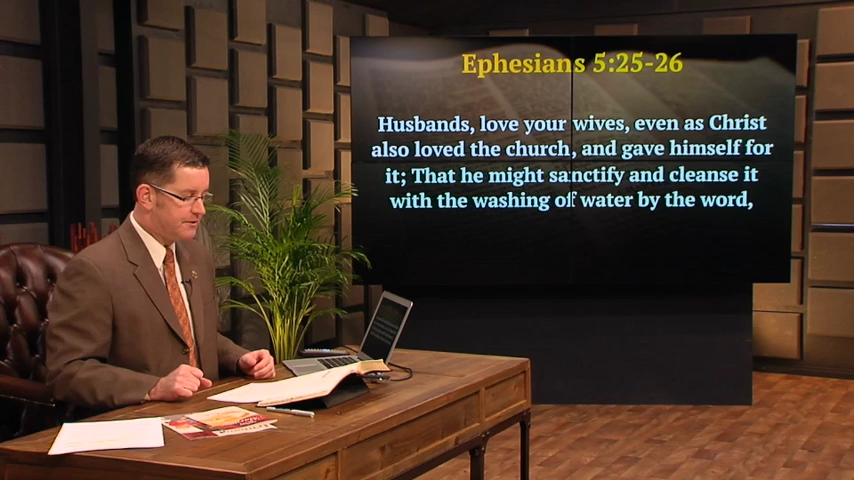 Ephesians 5:25-26
Husbands, love your wives, even as Christ
also loved the church, and gave himself for
it; That he might sanctify and cleanse it
with the washing of water by the word,